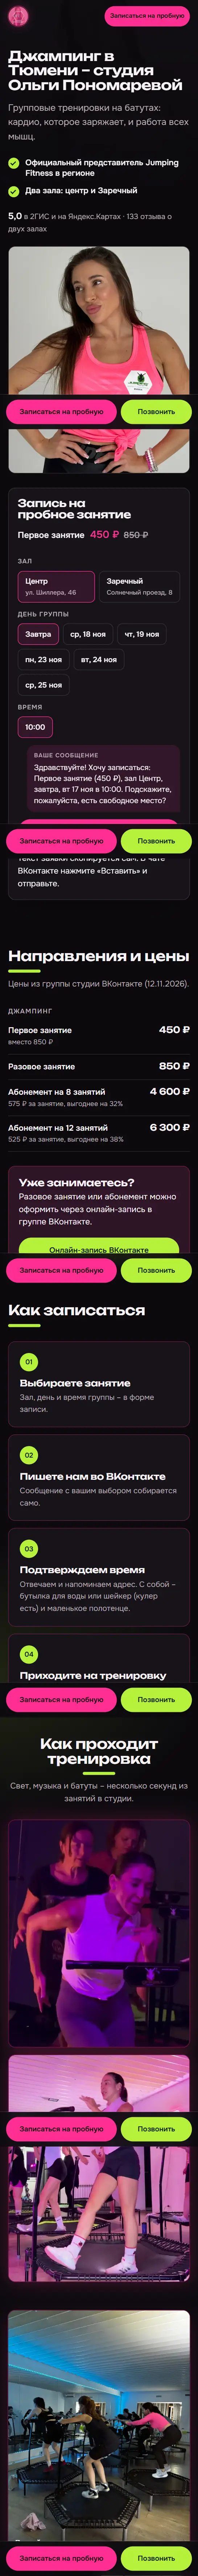 Записаться на пробную
Джампинг в
Тюмени – студия
Ольги Пономаревой
Групповые тренировки на батутах:
кардио, которое заряжает, и работа всех
мышц.
Официальный представитель Jumping
Fitness в регионе
Два зала: центр и Заречный
5,0 в 2ГИС и на Яндекс.Картах · 133 отзыва о
двух залах
Записаться на пробную
Позвонить
Запись на
пробное занятие
Первое занятие 450 ₽ 850 ₽
ЗАЛ
Центр
ул. Шиллера, 46
Заречный
Солнечный проезд, 8
ДЕНЬ ГРУППЫ
Завтра
ср, 18 ноя
чт, 19 ноя
пн, 23 ноя
вт, 24 ноя
ср, 25 ноя
ВРЕМЯ
10:00
ВАШЕ СООБЩЕНИЕ
Здравствуйте! Хочу записаться:
Первое занятие (450 ₽), зал Центр,
завтра, вт 17 ноя в 10:00. Подскажите,
пожалуйста, есть свободное место?
Записаться на пробную
Позвонить
Текст заявки скопируется сам. В чате
ВКонтакте нажмите «Вставить» и
отправьте.
Направления и цены
Цены из группы студии ВКонтакте (12.11.2026).
ДЖАМПИНГ
Первое занятие 450 ₽
вместо 850 ₽
Разовое занятие 850 ₽
Абонемент на 8 занятий 4 600 ₽
575 ₽ за занятие, выгоднее на 32%
Абонемент на 12 занятий 6 300 ₽
525 ₽ за занятие, выгоднее на 38%
Уже занимаетесь?
Разовое занятие или абонемент можно
оформить через онлайн-запись в
группе ВКонтакте.
Онлайн-запись ВКонтакте
Записаться на пробную
Позвонить
Как записаться
01
Выбираете занятие
Зал, день и время группы – в форме
записи.
02
Пишете нам во ВКонтакте
Сообщение с вашим выбором собирается
само.
03
Подтверждаем время
Отвечаем и напоминаем адрес. С собой –
бутылка для воды или шейкер (кулер
есть) и маленькое полотенце.
04
Приходите на тренировку
Записаться на пробную
Позвонить
Как проходит
тренировка
Свет, музыка и батуты – несколько секунд из
занятий в студии.
Записаться на пробную
Позвонить
Записаться на пробную
Позвонить